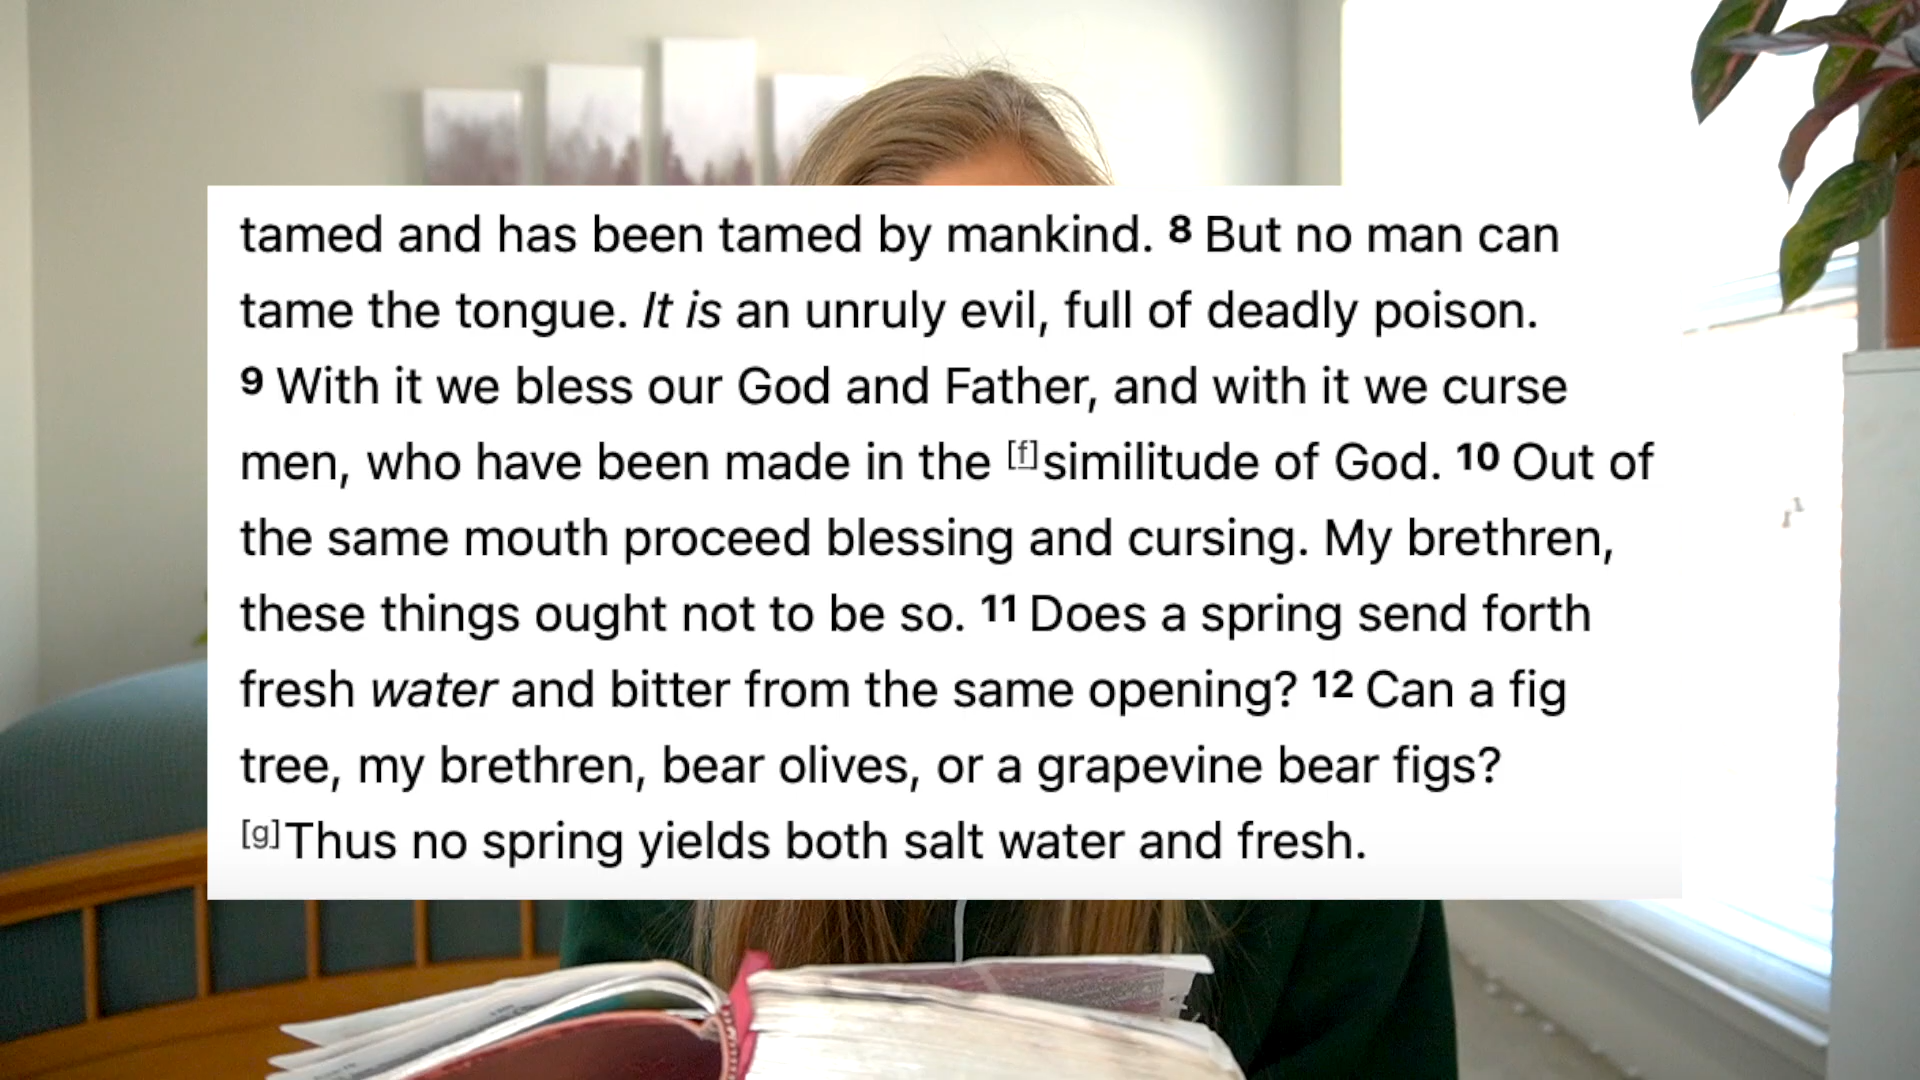 tamed and has been tamed by mankind. 8 But no man can
tame the tongue. It is an unruly evil, full of deadly poison.
9 With it we bless our God and Father, and with it we curse
men, who have been made in the [f]similitude of God. 10 Out of
the same mouth proceed blessing and cursing. My brethren,
these things ought not to be so. 11 Does a spring send forth
fresh water and bitter from the same opening? 12 Can a fig
tree, my brethren, bear olives, or a grapevine bear figs?
[g]Thus no spring yields both salt water and fresh.